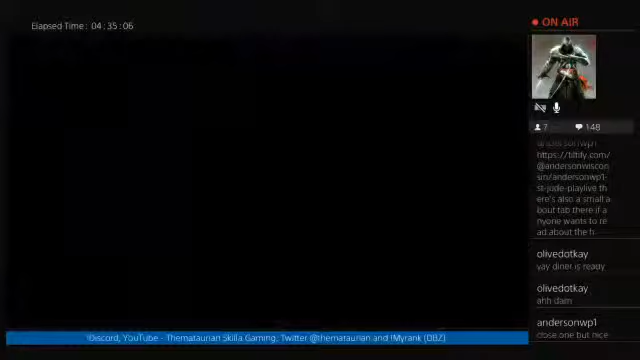 Elapsed Time: 04:35:06
ON AIR
7
148
andersonwp1
https://tiltify.com/
@andersonwiscon
sin/andersonwp1-
st-jude-playlive th
ere's also a small a
bout tab there if a
nyone wants to re
ad about the h
olivedotkay
yay diner is ready
olivedotkay
ahh dam
andersonwp1
close one but nice
!Discord, YouTube - Themataurian Skilla Gaming, Twitter @themataurian and !Myrank (DBZ)